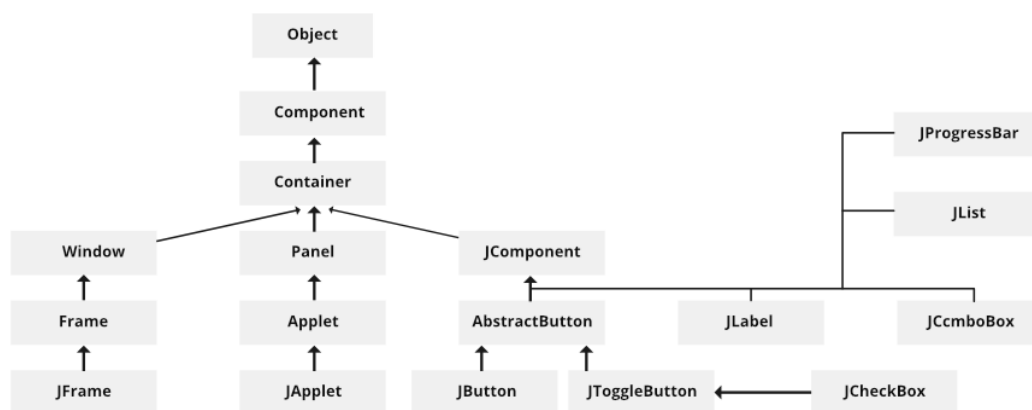 Object
Component
JProgressBar
Container
JList
Window
Panel
JComponent
Frame
Applet
AbstractButton
JLabel
JCcmboBox
JFrame
JApplet
JButton
JToggleButton
JCheckBox